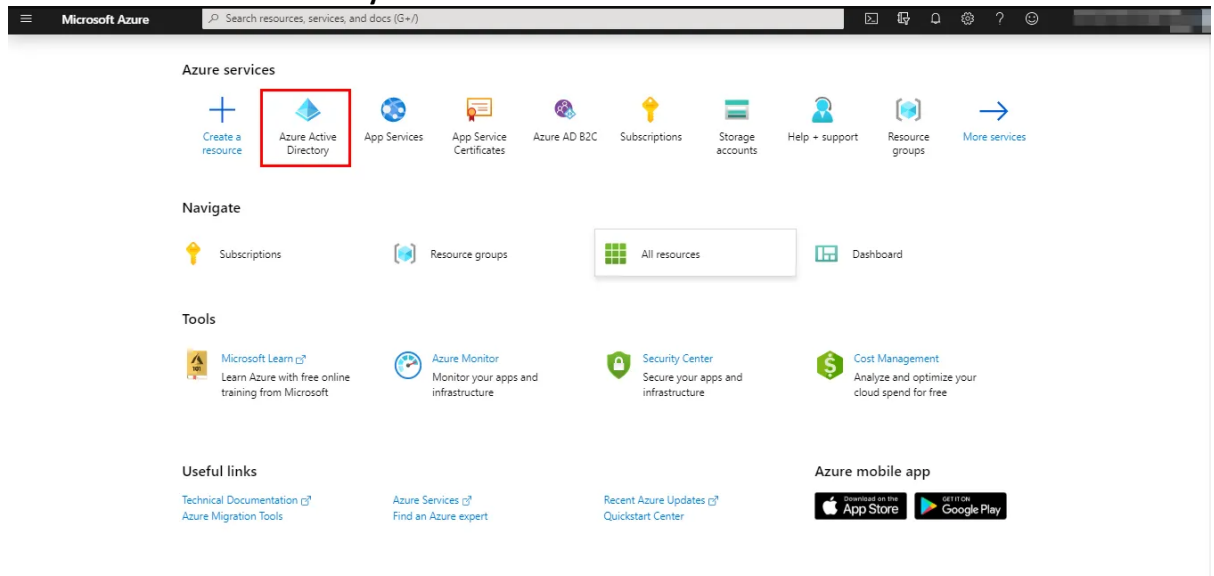 Microsoft Azure
Search resources, services, and docs (G+/)
Azure services
Create a
resource
Azure Active
Directory
App Services
App Service
Certificates
Azure AD B2C
Subscriptions
Storage
accounts
Help + support
Resource
groups
More services
Navigate
Subscriptions
Resource groups
All resources
Dashboard
Tools
Microsoft Learn
Learn Azure with free online
training from Microsoft
Azure Monitor
Monitor your apps and
infrastructure
Security Center
Secure your apps and
infrastructure
Cost Management
Analyze and optimize your
cloud spend for free
Useful links
Technical Documentation
Azure Migration Tools
Azure Services
Find an Azure expert
Recent Azure Updates
Quickstart Center
Azure mobile app
Download on the
App Store
GET IT ON
Google Play